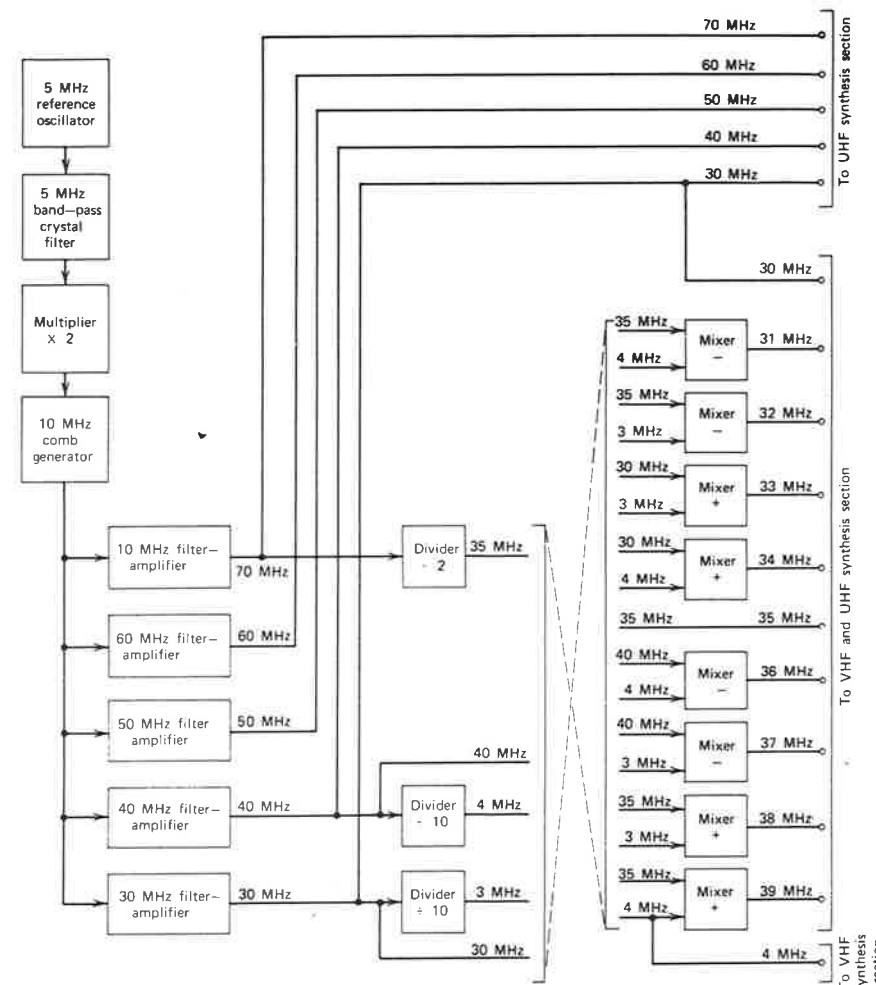 5 MHz
reference
oscillator
5 MHz
band–pass
crystal
filter
Multiplier
× 2
10 MHz
comb
generator
10 MHz filter–
amplifier
70 MHz
60 MHz filter–
amplifier
60 MHz
50 MHz filter
amplifier
50 MHz
40 MHz filter–
amplifier
40 MHz
30 MHz filter–
amplifier
30 MHz
Divider
- 2
35 MHz
40 MHz
Divider
- 10
4 MHz
Divider
÷ 10
3 MHz
30 MHz
70 MHz
60 MHz
50 MHz
40 MHz
30 MHz
To UHF synthesis section
30 MHz
35 MHz
4 MHz
Mixer
–
31 MHz
35 MHz
3 MHz
Mixer
–
32 MHz
30 MHz
3 MHz
Mixer
+
33 MHz
30 MHz
4 MHz
Mixer
+
34 MHz
35 MHz
35 MHz
40 MHz
4 MHz
Mixer
–
36 MHz
40 MHz
3 MHz
Mixer
–
37 MHz
35 MHz
3 MHz
Mixer
+
38 MHz
35 MHz
4 MHz
Mixer
+
39 MHz
To VHF and UHF synthesis section
4 MHz
To VHF